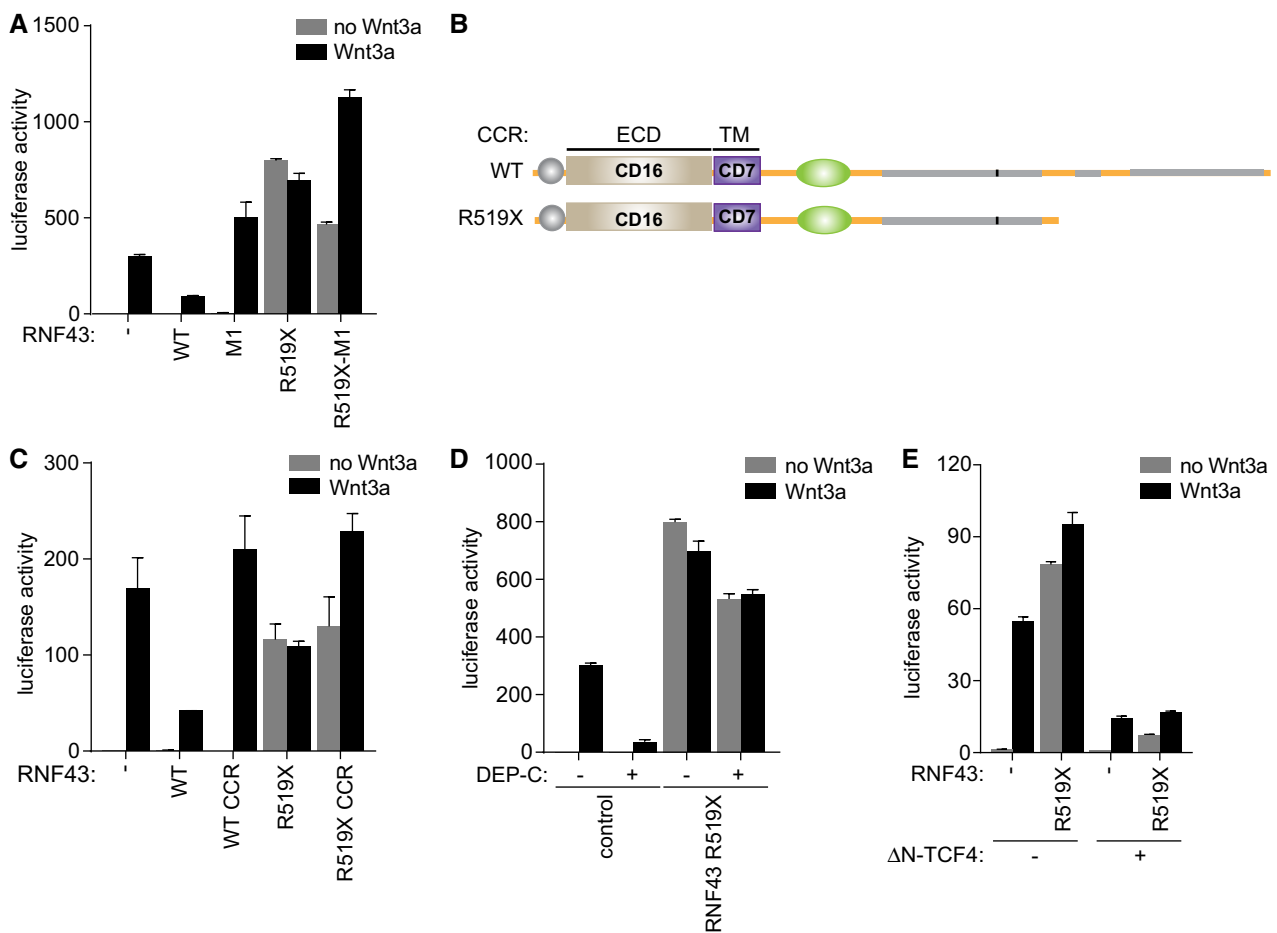 A
1500
1000
500
0
luciferase activity
no Wnt3a
Wnt3a
RNF43:
-
WT
M1
R519X
R519X-M1
B
CCR:
ECD
TM
WT
CD16
CD7
R519X
CD16
CD7
C
300
200
100
0
luciferase activity
no Wnt3a
Wnt3a
RNF43:
-
WT
WT CCR
R519X
R519X CCR
D
1000
800
600
400
200
0
luciferase activity
no Wnt3a
Wnt3a
DEP-C:
- + - +
control
RNF43 R519X
E
120
90
60
30
0
luciferase activity
no Wnt3a
Wnt3a
RNF43:
-
R519X
-
R519X
ΔN-TCF4:
- +